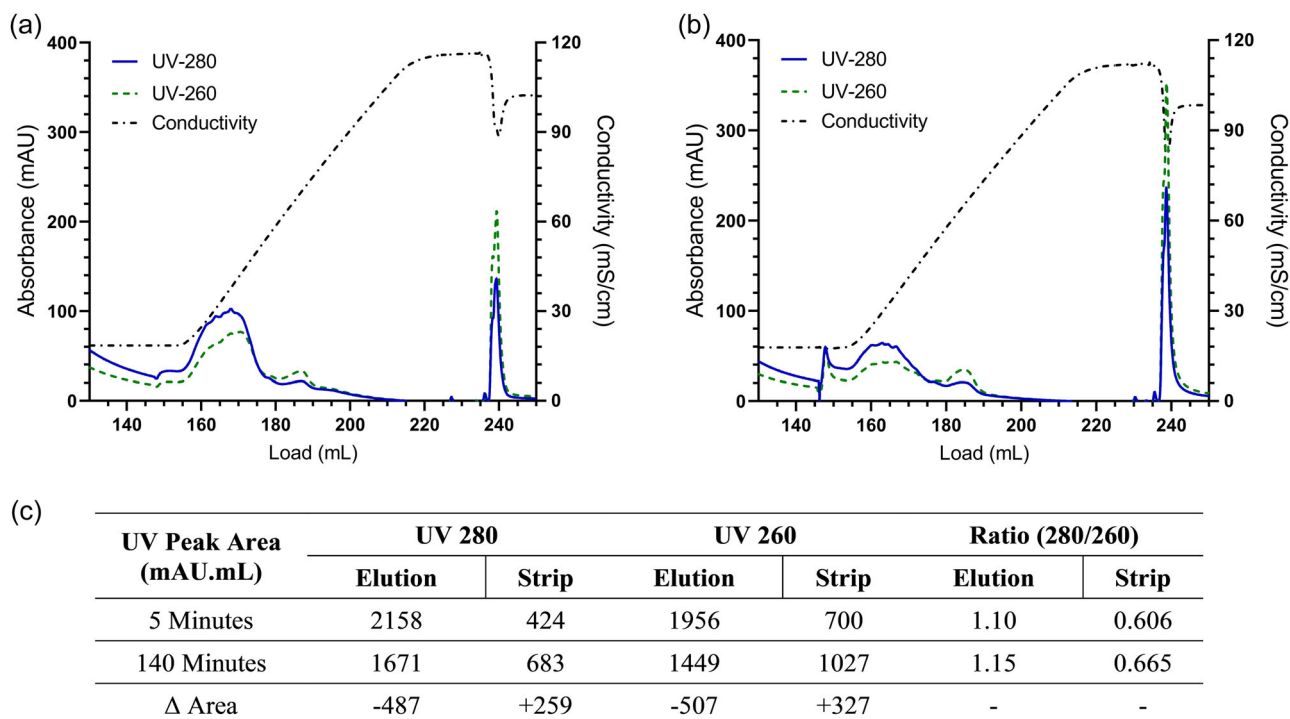 (a)
400
300
200
100
0
Absorbance (mAU)
UV-280
UV-260
Conductivity
120
90
60
30
0
Conductivity (mS/cm)
140 160 180 200 220 240
Load (mL)
(b)
400
300
200
100
0
Absorbance (mAU)
UV-280
UV-260
Conductivity
120
90
60
30
0
Conductivity (mS/cm)
140 160 180 200 220 240
Load (mL)
(c)
UV Peak Area (mAU.mL) UV 280 UV 260 Ratio (280/260)
Elution Strip Elution Strip Elution Strip
5 Minutes 2158 424 1956 700 1.10 0.606
140 Minutes 1671 683 1449 1027 1.15 0.665
Δ Area -487 +259 -507 +327 - -